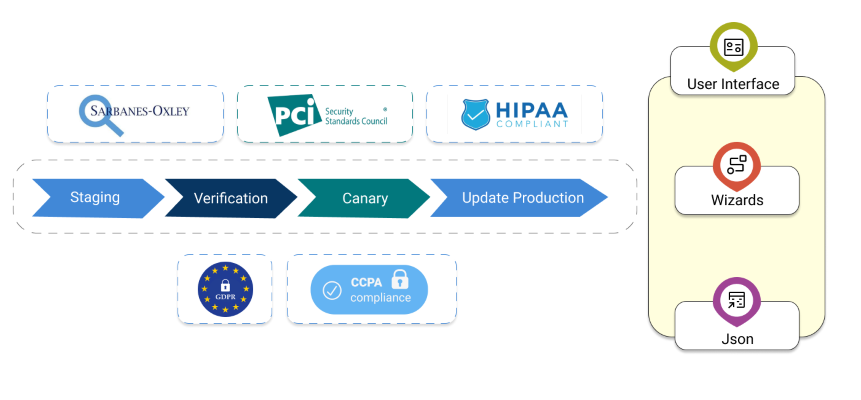 User Interface
SARBANES-OXLEY
PCi Security
Standards Council
HIPAA
COMPLIANT
Staging
Verification
Canary
Update Production
Wizards
GDPR
CCPA
compliance
Json